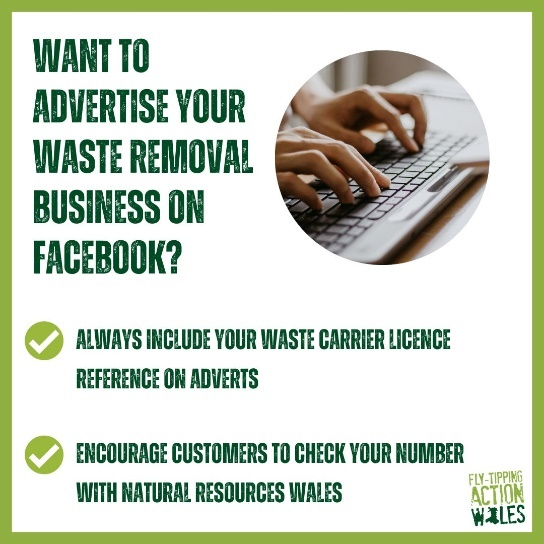 WANT TO
ADVERTISE YOUR
WASTE REMOVAL
BUSINESS ON
FACEBOOK?
ALWAYS INCLUDE YOUR WASTE CARRIER LICENCE
REFERENCE ON ADVERTS
ENCOURAGE CUSTOMERS TO CHECK YOUR NUMBER
WITH NATURAL RESOURCES WALES
FLY-TIPPING
ACTION
WALES